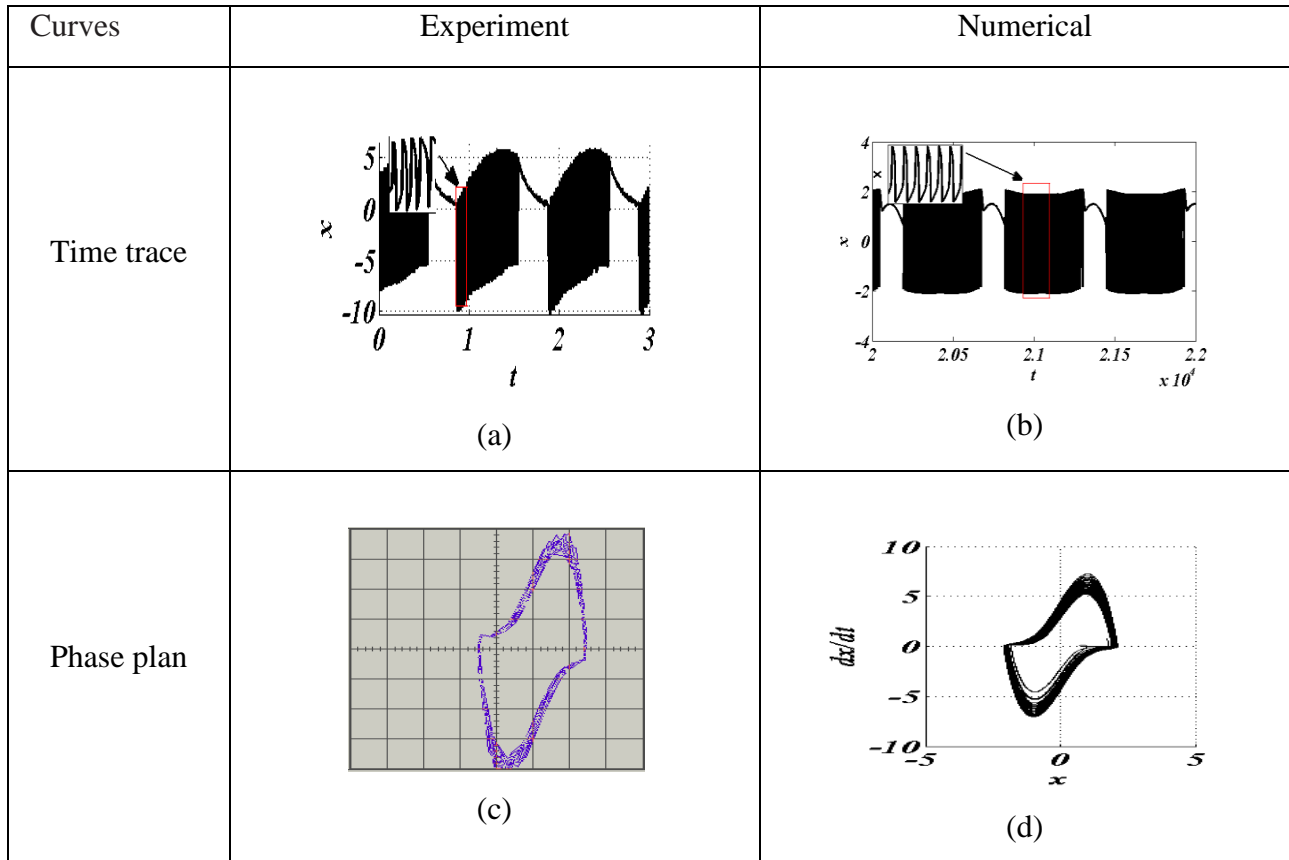 Curves Experiment Numerical
Time trace
5
0
-5
-10
x
0 1 2 3
t
(a)
4
2
0
-2
-4
x
x
2 2.05 2.1 2.15 2.2
t
x 10^4
(b)
Phase plan
(c)
10
5
0
-5
-10
dx/dt
-5 0 5
x
(d)